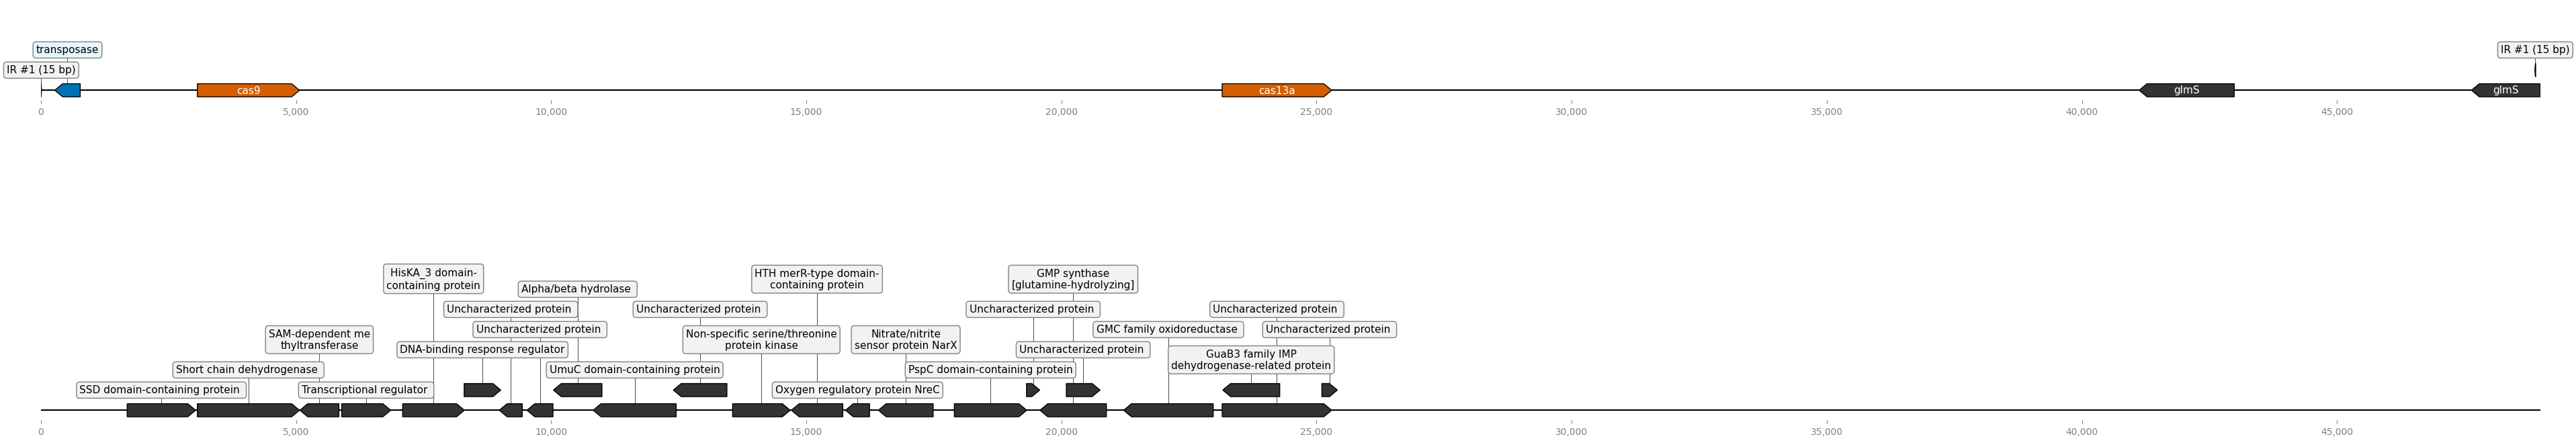 transposase
IR #1 (15 bp)
IR #1 (15 bp)
cas9
cas13a
glmS
glmS
0
5,000
10,000
15,000
20,000
25,000
30,000
35,000
40,000
45,000
HisKA_3 domain-
containing protein
Alpha/beta hydrolase
HTH merR-type domain-
containing protein
GMP synthase
[glutamine-hydrolyzing]
Uncharacterized protein
Uncharacterized protein
Uncharacterized protein
Uncharacterized protein
SAM-dependent me
thyltransferase
Uncharacterized protein
Non-specific serine/threonine
protein kinase
Nitrate/nitrite
sensor protein NarX
GMC family oxidoreductase
Uncharacterized protein
DNA-binding response regulator
Uncharacterized protein
GuaB3 family IMP
dehydrogenase-related protein
Short chain dehydrogenase
UmuC domain-containing protein
PspC domain-containing protein
SSD domain-containing protein
Transcriptional regulator
Oxygen regulatory protein NreC
0
5,000
10,000
15,000
20,000
25,000
30,000
35,000
40,000
45,000